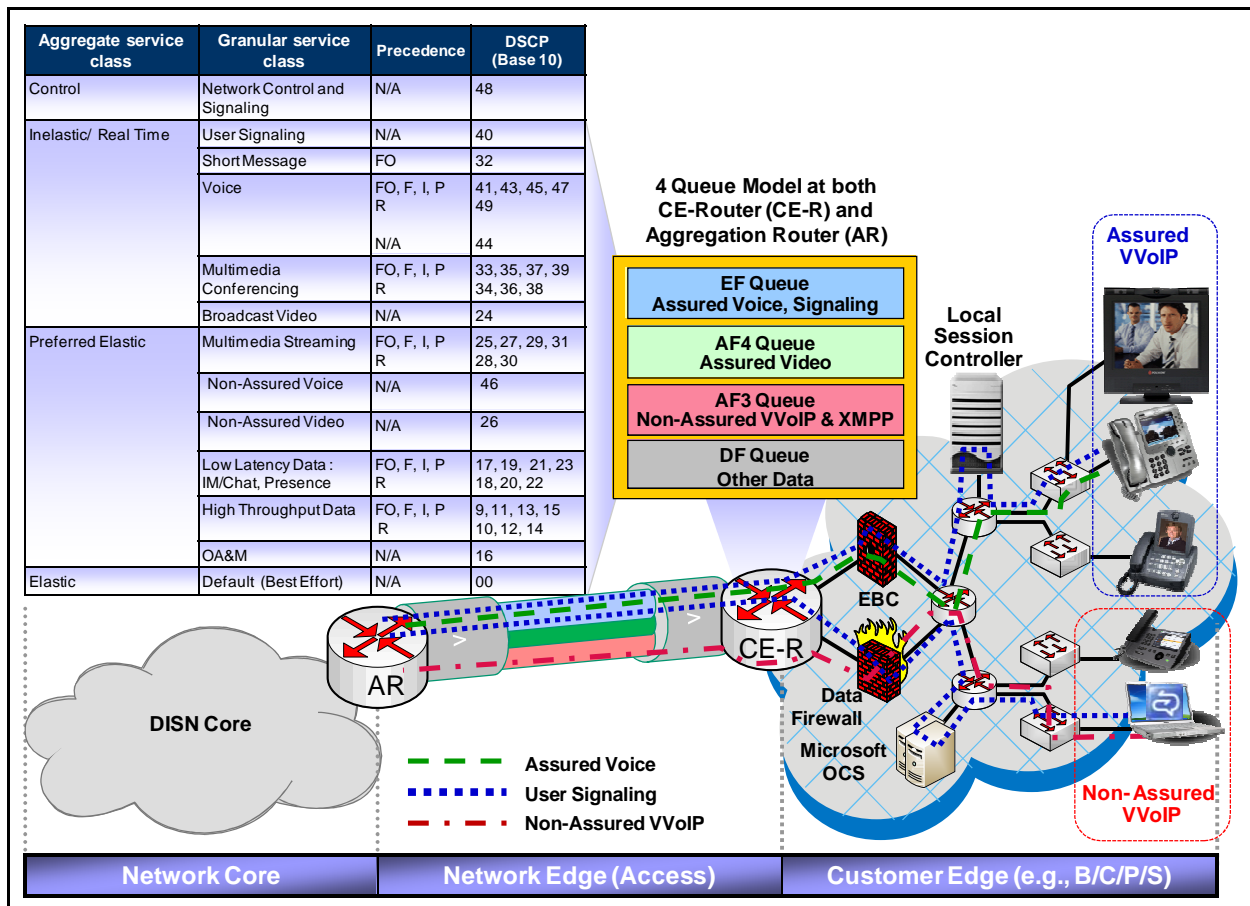 Aggregate service class Granular service class Precedence DSCP (Base 10)
Control Network Control and Signaling N/A 48
Inelastic/ Real Time User Signaling N/A 40
Short Message FO 32
Voice FO, F, I, P 41, 43, 45, 47
R 49
N/A 44
Multimedia Conferencing FO, F, I, P 33, 35, 37, 39
R 34, 36, 38
Broadcast Video N/A 24
Preferred Elastic Multimedia Streaming FO, F, I, P 25, 27, 29, 31
R 28, 30
Non-Assured Voice N/A 46
Non-Assured Video N/A 26
Low Latency Data : IM/Chat, Presence FO, F, I, P 17, 19, 21, 23
R 18, 20, 22
High Throughput Data FO, F, I, P 9, 11, 13, 15
R 10, 12, 14
OA&M N/A 16
Elastic Default (Best Effort) N/A 00
4 Queue Model at both
CE-Router (CE-R) and
Aggregation Router (AR)
EF Queue
Assured Voice, Signaling
AF4 Queue
Assured Video
AF3 Queue
Non-Assured VVoIP & XMPP
DF Queue
Other Data
Local
Session
Controller
Assured
VVoIP
EBC
CE-R
AR
V
V
Data
Firewall
Microsoft
OCS
DISN Core
Assured Voice
User Signaling
Non-Assured VVoIP
Non-Assured
VVoIP
Network Core
Network Edge (Access)
Customer Edge (e.g., B/C/P/S)